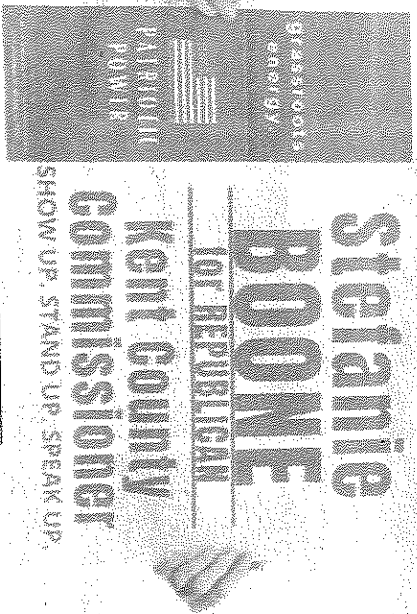 grassroots
energy
PATRIOTIC
POWER
Stefanie
BOONE
for REPUBLICAN
Kent County
Commissioner
SHOW UP. STAND UP. SPEAK UP.